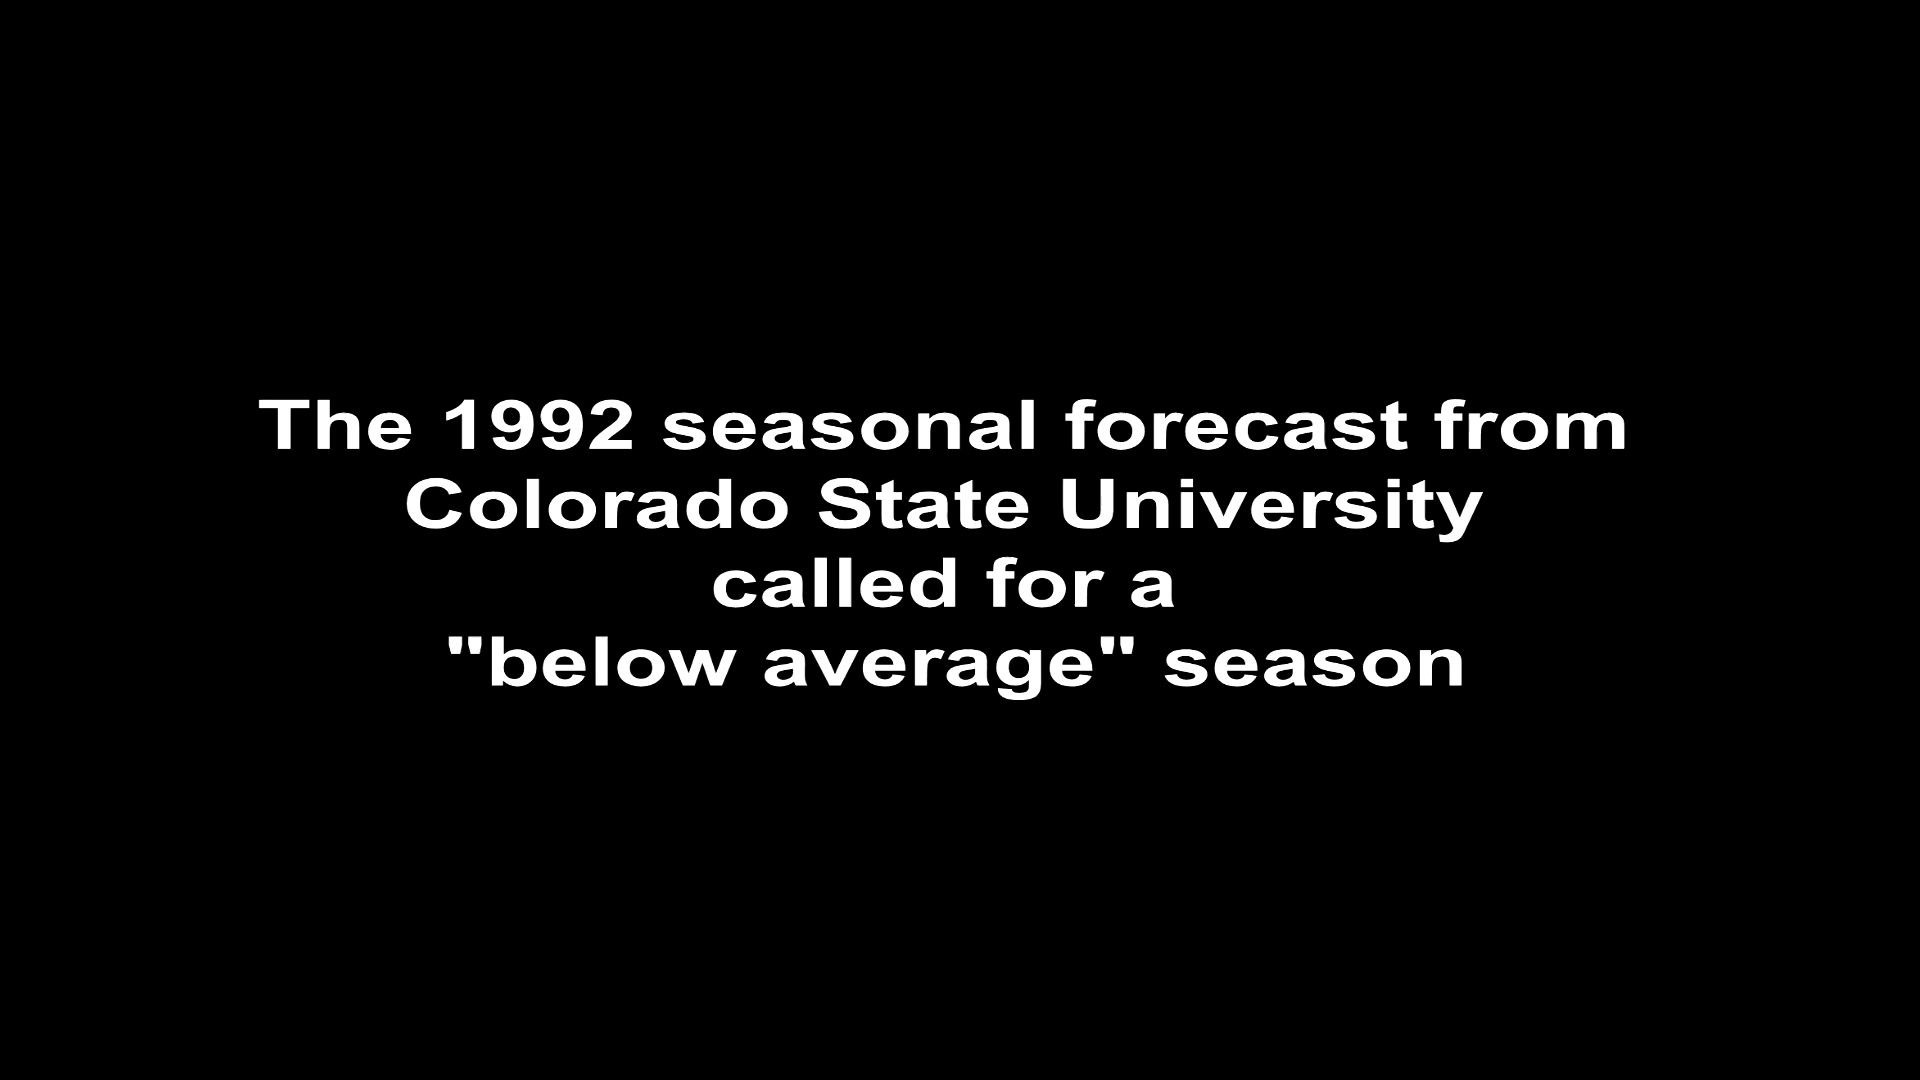 The 1992 seasonal forecast from
Colorado State University
called for a
"below average" season